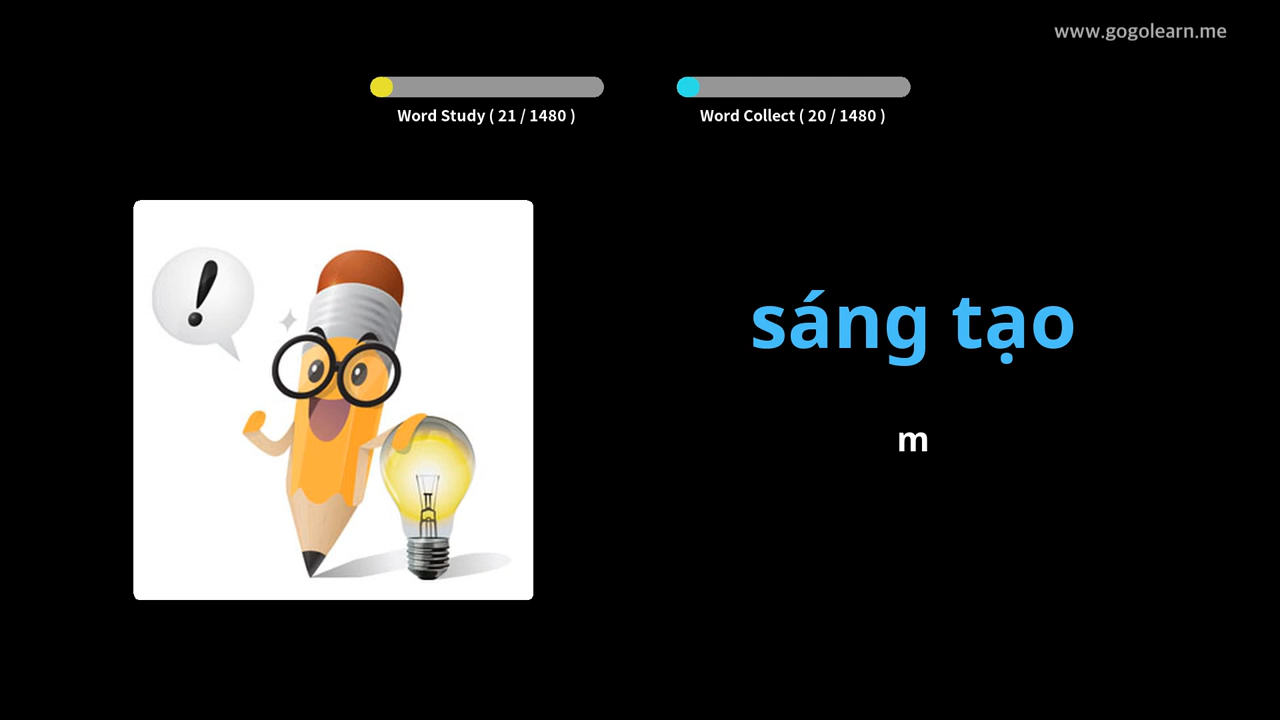 www.gogolearn.me
Word Study ( 21 / 1480 )
Word Collect ( 20 / 1480 )
!
sáng tạo
m